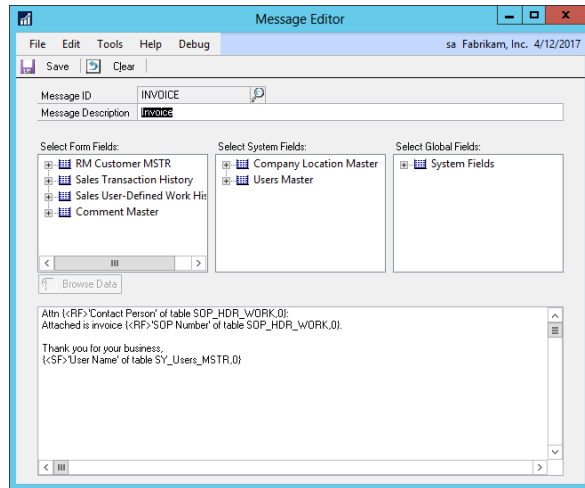 Message Editor
File Edit Tools Help Debug sa Fabrikam, Inc. 4/12/2017
Save Clear
Message ID INVOICE
Message Description Invoice
Select Form Fields: Select System Fields: Select Global Fields:
RM Customer MSTR Company Location Master System Fields
Sales Transaction History Users Master
Sales User-Defined Work His
Comment Master
Browse Data
Attn {<RF>'Contact Person' of table SOP_HDR_WORK,0}:
Attached is invoice {<RF>'SOP Number' of table SOP_HDR_WORK,0}.
Thank you for your business,
{<SF>'User Name' of table SY_Users_MSTR,0}